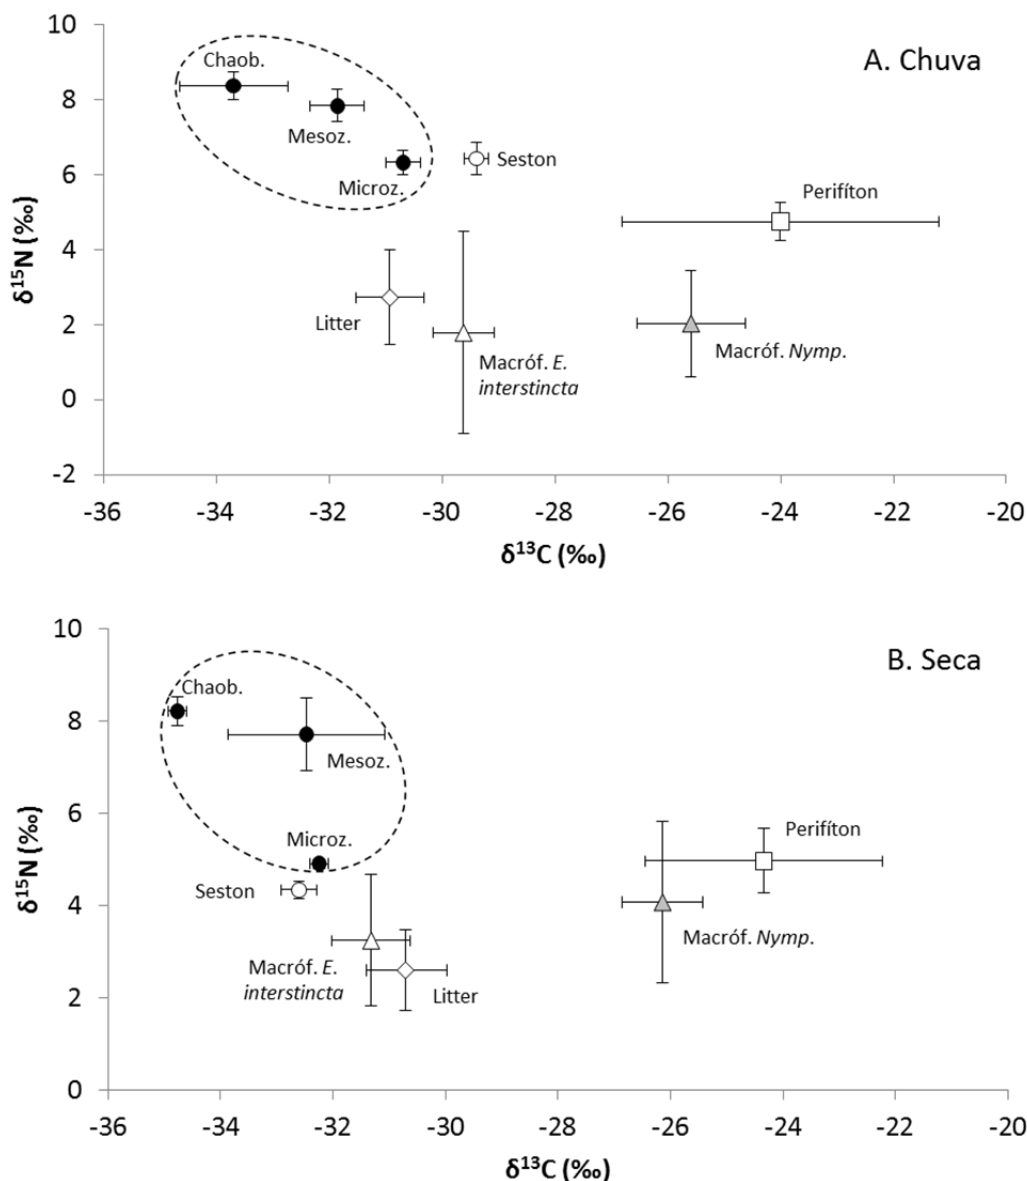 A. Chuva
10
8
6
4
2
0
-2
δ15N (‰)
Chaob.
Mesoz.
Microz.
Seston
Perifíton
Litter
Macróf. E.
interstincta
Macróf. Nymp.
-36 -34 -32 -30 -28 -26 -24 -22 -20
δ13C (‰)
B. Seca
10
8
6
4
2
0
δ15N (‰)
Chaob.
Mesoz.
Microz.
Seston
Perifíton
Macróf. E.
interstincta
Litter
Macróf. Nymp.
-36 -34 -32 -30 -28 -26 -24 -22 -20
δ13C (‰)